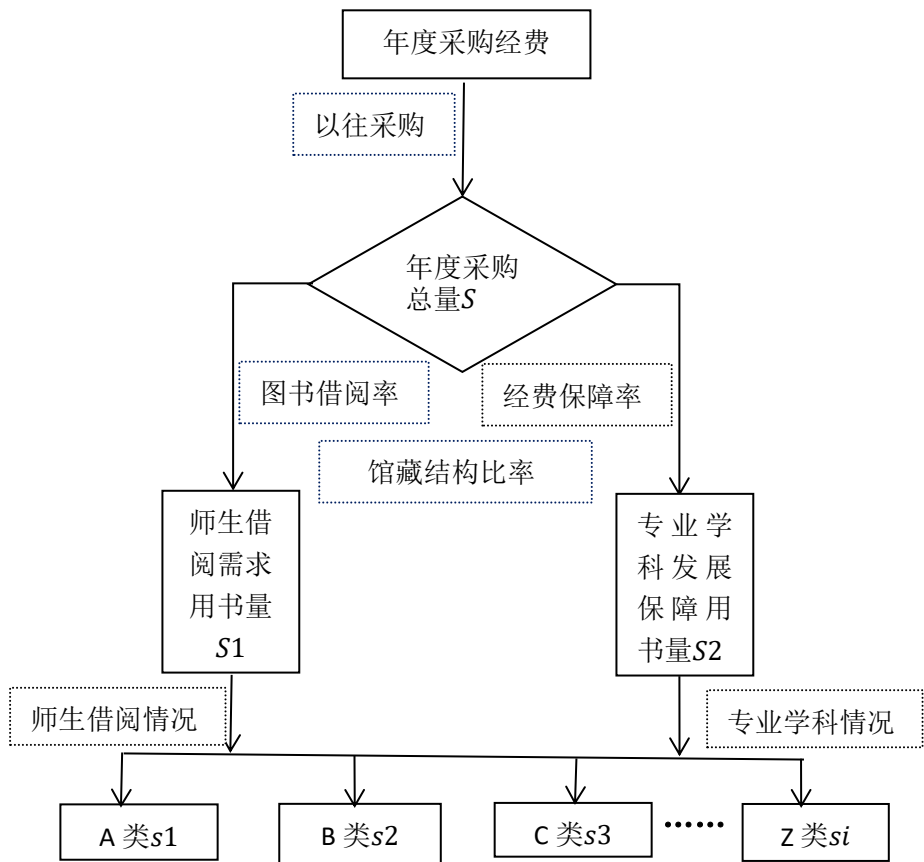 年度采购经费
以往采购
年度采购
总量S
图书借阅率
经费保障率
馆藏结构比率
师生借
阅需求
用书量
S1
专业学
科发展
保障用
书量S2
师生借阅情况
专业学科情况
A 类s1
B 类s2
C 类s3
……
Z 类si